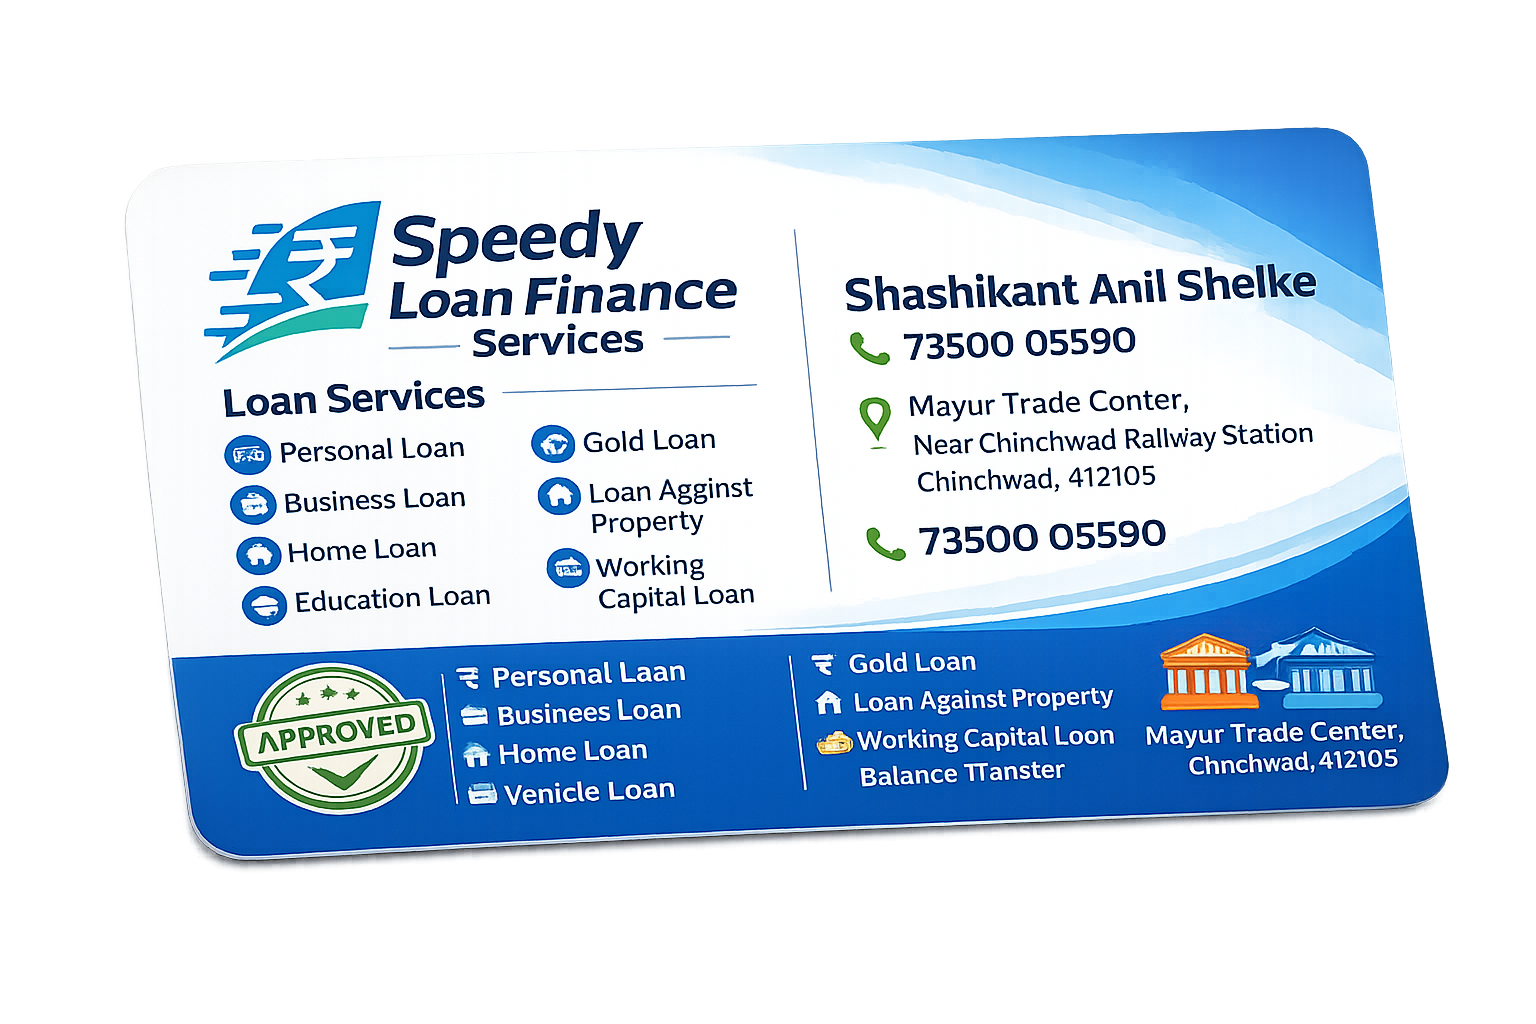 Speedy
Loan Finance
Services
Loan Services
Personal Loan
Business Loan
Home Loan
Education Loan
Gold Loan
Loan Agginst
Property
Working
Capital Loan
Shashikant Anil Shelke
73500 05590
Mayur Trade Conter,
Near Chinchwad Rallway Station
Chinchwad, 412105
73500 05590
APPROVED
Personal Laan
Businees Loan
Home Loan
Venicle Loan
Gold Loan
Loan Against Property
Working Capital Loon
Balance TTanster
Mayur Trade Center,
Chnchwad, 412105